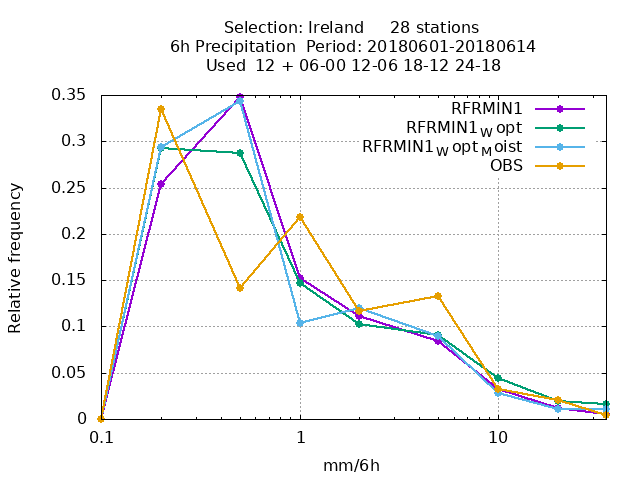 Selection: Ireland 28 stations
6h Precipitation Period: 20180601-20180614
Used 12 + 06-00 12-06 18-12 24-18
RFRMIN1
RFRMIN1Wopt
RFRMIN1WoptMoist
OBS
0.35
0.3
0.25
0.2
0.15
0.1
0.05
0
Relative frequency
0.1 1 10
mm/6h